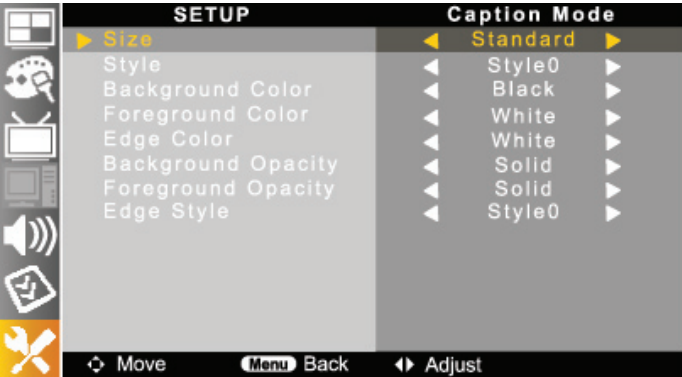 SETUP Caption Mode
Size Standard
Style Style0
Background Color Black
Foreground Color White
Edge Color White
Background Opacity Solid
Foreground Opacity Solid
Edge Style Style0
Move Menu Back Adjust